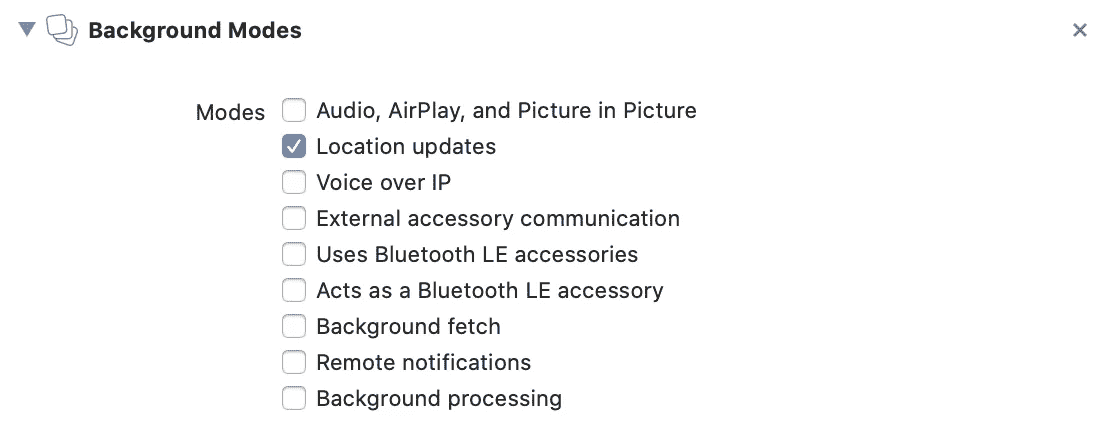 Background Modes
Modes
Audio, AirPlay, and Picture in Picture
Location updates
Voice over IP
External accessory communication
Uses Bluetooth LE accessories
Acts as a Bluetooth LE accessory
Background fetch
Remote notifications
Background processing